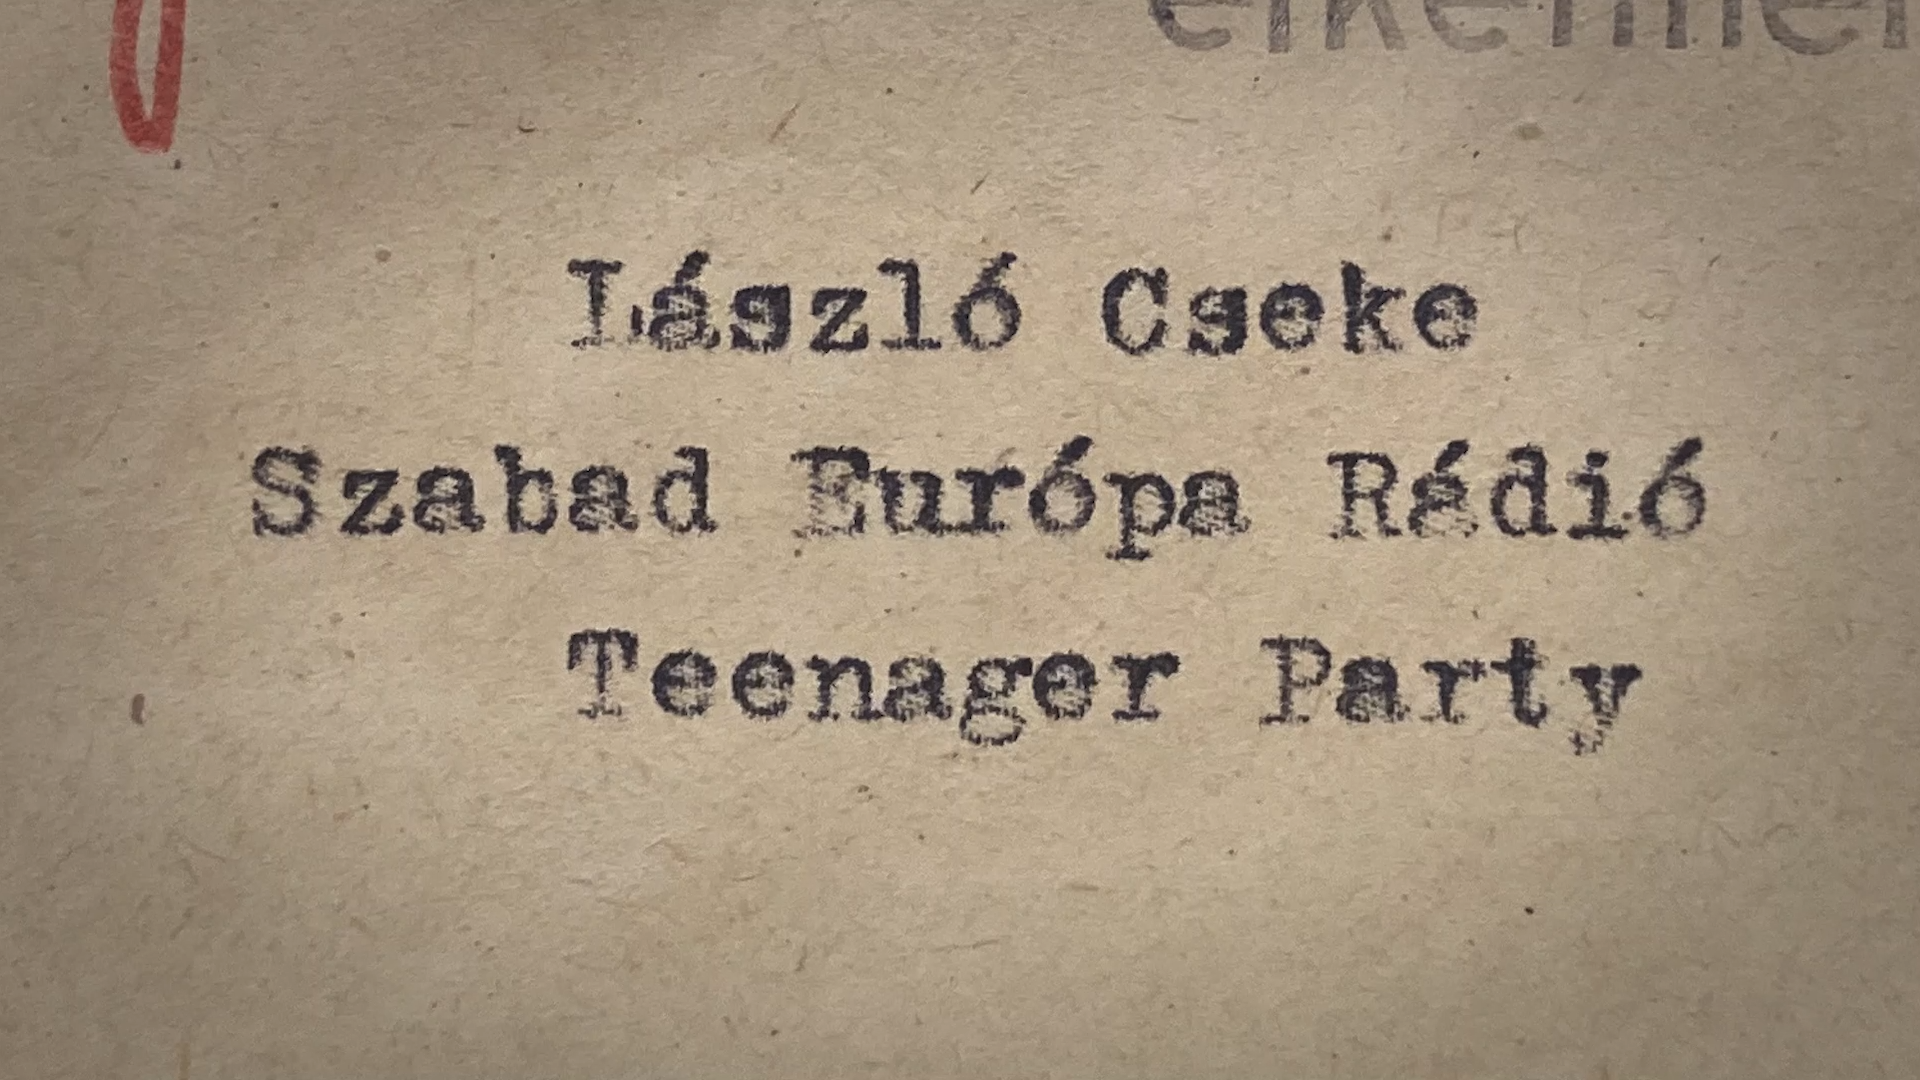 László Cseke
Szabad Európa Rádió
Teenager Party